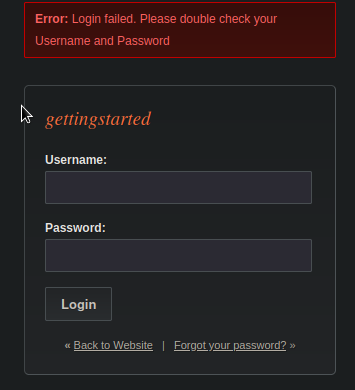 Error: Login failed. Please double check your
Username and Password
gettingstarted
Username:
Password:
Login
« Back to Website | Forgot your password? »